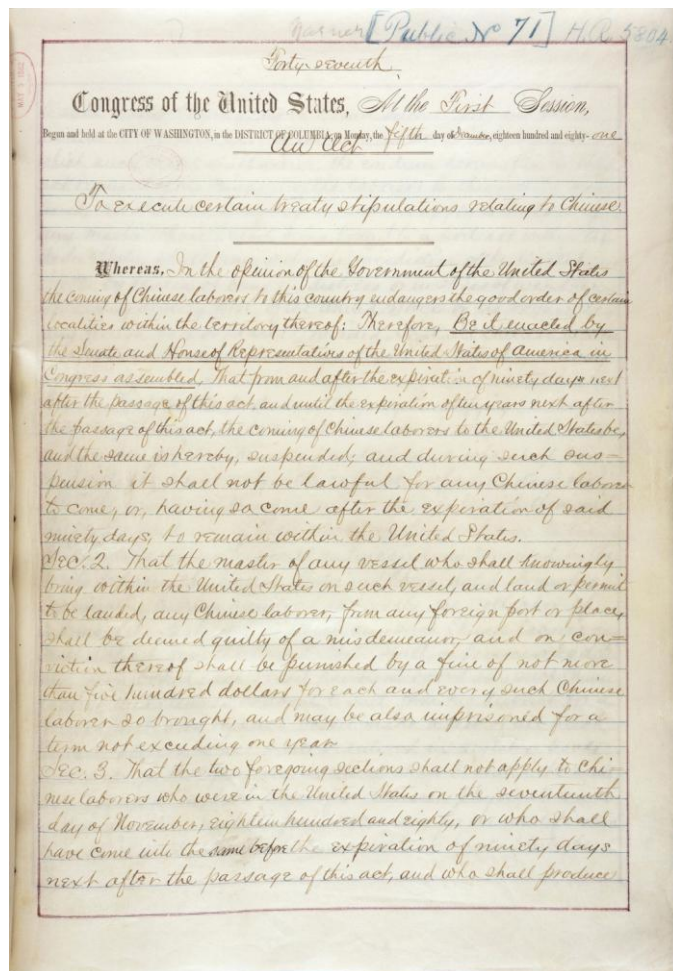 [Public No 71] H.R. 5804
Forty seventh
Congress of the United States, At the First Session,
Begun and held at the CITY OF WASHINGTON, in the DISTRICT OF COLUMBIA, on Monday, the fifth day of December, eighteen hundred and eighty-one
An Act
To execute certain treaty stipulations relating to Chinese.
Whereas, In the opinion of the Government of the United States
the coming of Chinese laborers to this country endangers the good order of certain
localities within the territory thereof: Therefore, Be it enacted by
the Senate and House of Representatives of the United States of America in
Congress assembled, That from and after the expiration of ninety days next
after the passage of this act, and until the expiration of ten years next after
the passage of this act, the coming of Chinese laborers to the United States be,
and the same is hereby, suspended; and during such sus=
pension it shall not be lawful for any Chinese laborer
to come, or, having so come after the expiration of said
ninety days, to remain within the United States.
SEC. 2. That the master of any vessel who shall knowingly
bring within the United States on such vessel, and land or permit
to be landed, any Chinese laborer, from any foreign port or place,
shall be deemed guilty of a misdemeanor, and on con=
viction thereof shall be punished by a fine of not more
than five hundred dollars for each and every such Chinese
laborer so brought, and may be also imprisoned for a
term not exceeding one year.
SEC. 3. That the two foregoing sections shall not apply to Chi-
nese laborers who were in the United States on the seventeenth
day of November, eighteen hundred and eighty, or who shall
have come into the same before the expiration of ninety days
next after the passage of this act, and who shall produce